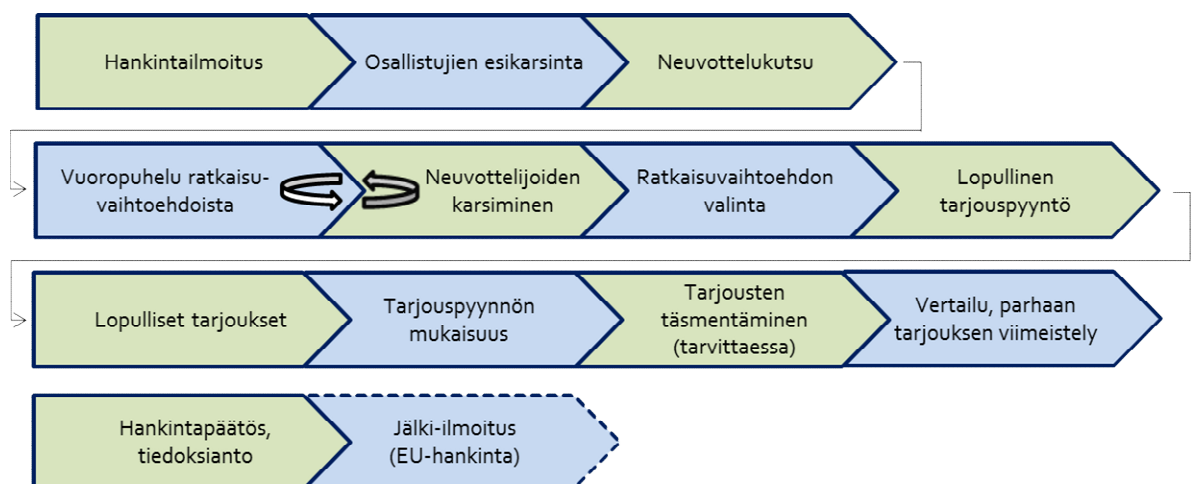 Hankintailmoitus
Osallistujien esikarsinta
Neuvottelukutsu
Vuoropuhelu ratkaisu-
vaihtoehdoista
Neuvottelijoiden
karsiminen
Ratkaisuvaihtoehdon
valinta
Lopullinen
tarjouspyyntö
Lopulliset tarjoukset
Tarjouspyynnön
mukaisuus
Tarjousten
täsmentäminen
(tarvittaessa)
Vertailu, parhaan
tarjouksen viimeistely
Hankintapäätös,
tiedoksianto
Jälki-ilmoitus
(EU-hankinta)